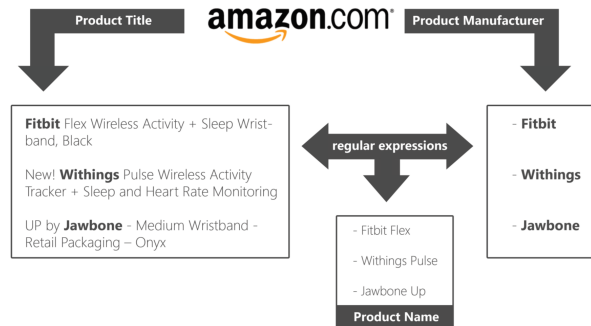 Product Title
amazon.com®
Product Manufacturer
Fitbit Flex Wireless Activity + Sleep Wrist-
band, Black
New! Withings Pulse Wireless Activity
Tracker + Sleep and Heart Rate Monitoring
UP by Jawbone - Medium Wristband -
Retail Packaging – Onyx
regular expressions
- Fitbit
- Withings
- Jawbone
- Fitbit Flex
- Withings Pulse
- Jawbone Up
Product Name